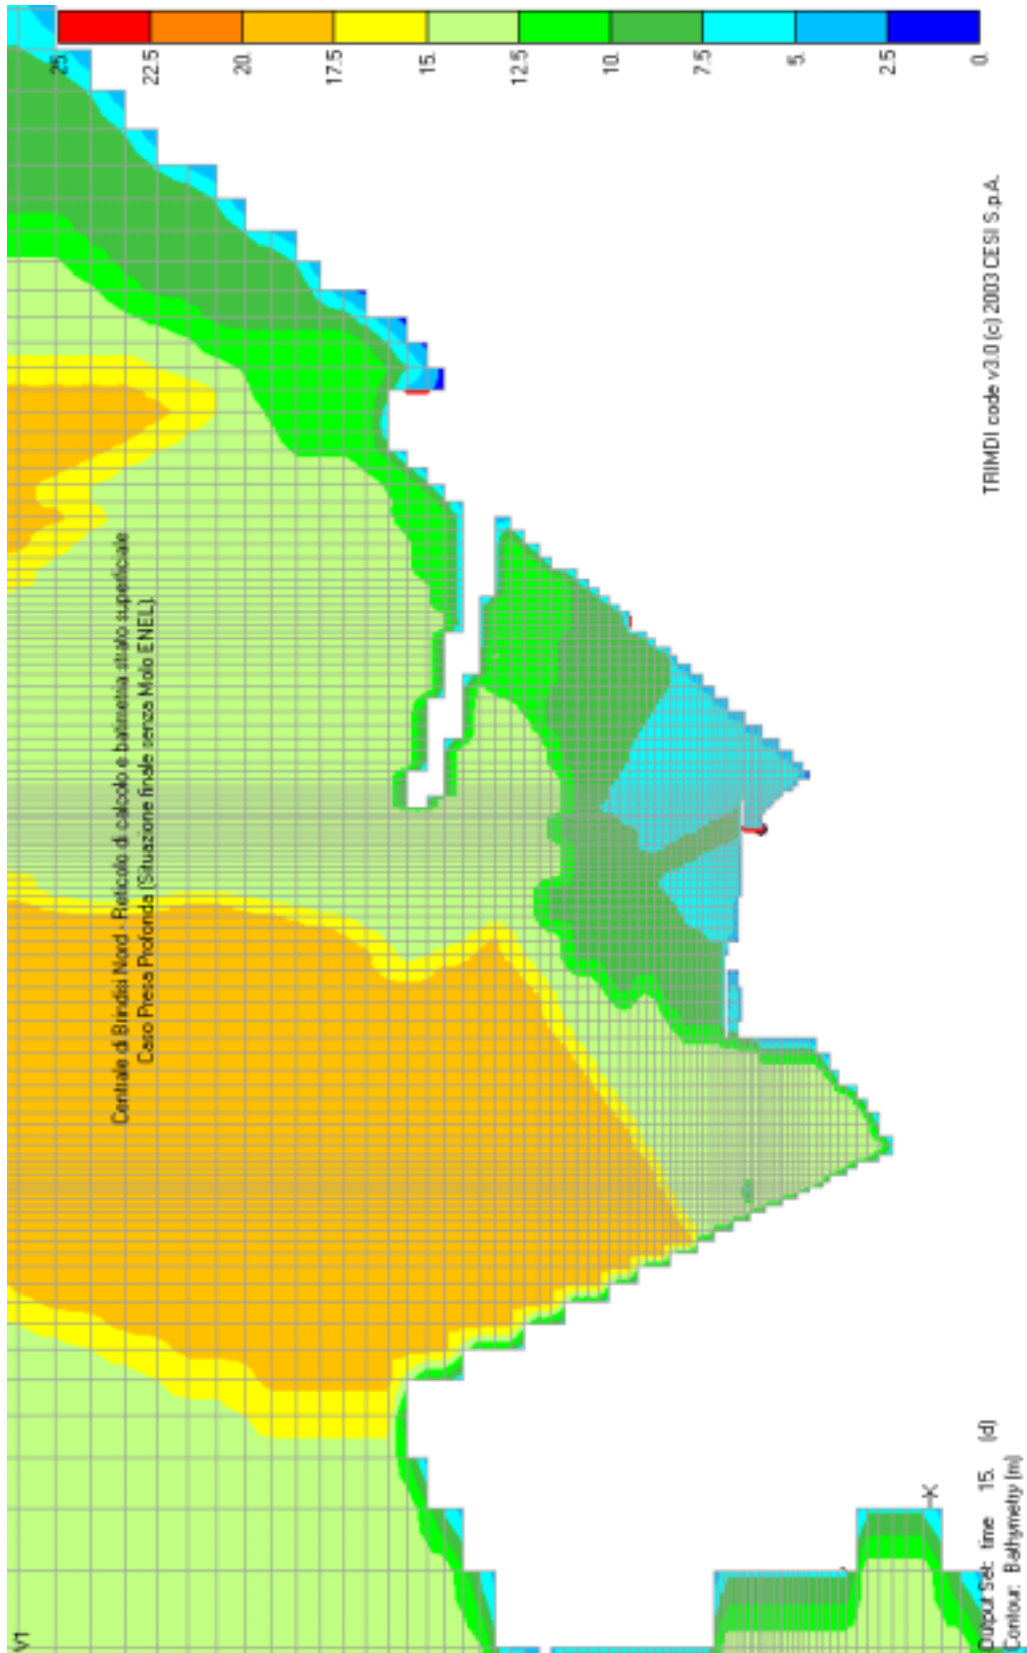 Centrale di Brindisi Nord - Reticolo di calcolo e batimetria strato superficiale
Caso Presa Profonda (Situazione finale senza Molo ENEL).
V1
25. 22.5 20. 17.5 15. 12.5 10. 7.5 5. 2.5 0.
X
Output set: time 15. (d)
Contour: Bathymetry (m)
TRIMDI code v3.0 (c) 2003 CESI S.p.A.